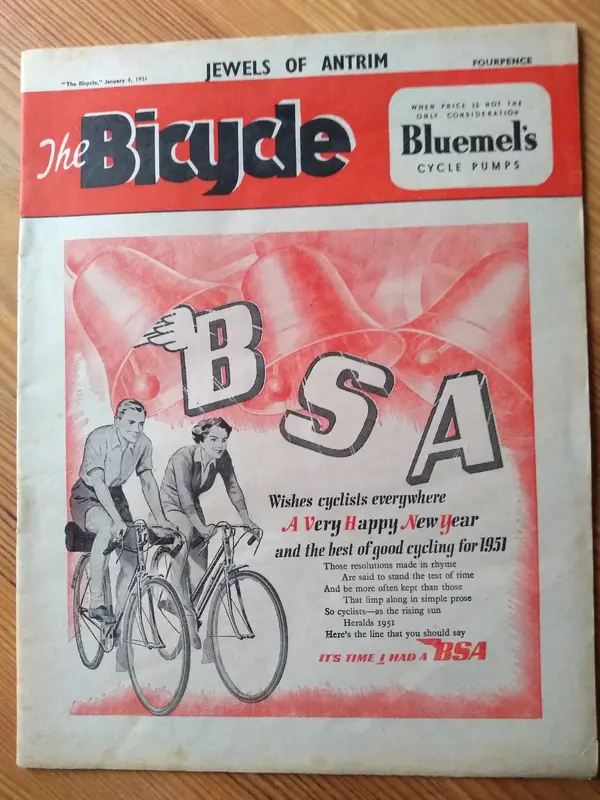 JEWELS OF ANTRIM
FOURPENCE
"The Bicycle," January 3, 1951
The Bicycle
WHEN PRICE IS NOT THE
ONLY CONSIDERATION
Bluemel's
CYCLE PUMPS
BSA
Wishes cyclists everywhere
A Very Happy New Year
and the best of good cycling for 1951
Those resolutions made in rhyme
Are said to stand the test of time
And be more often kept than those
That limp along in simple prose
So cyclists—as the rising sun
Heralds 1951
Here's the line that you should say
IT'S TIME I HAD A BSA